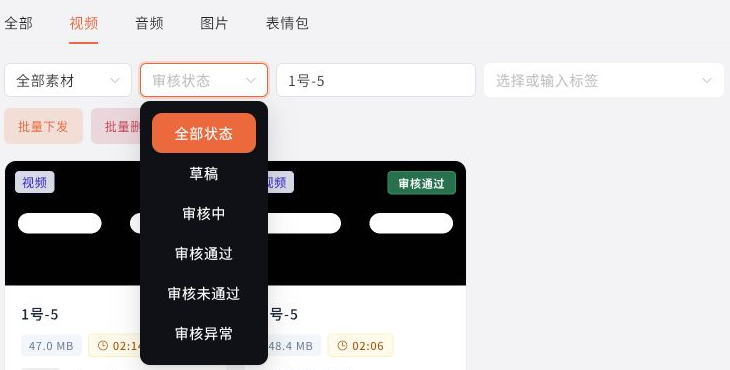 全部 视频 音频 图片 表情包
全部素材 审核状态 1号-5 选择或输入标签
批量下发 批量
全部状态
草稿
审核中
审核通过
审核未通过
审核异常
视频 视频 审核通过
1号-5 号-5
47.0 MB 02:14 48.4 MB 02:06